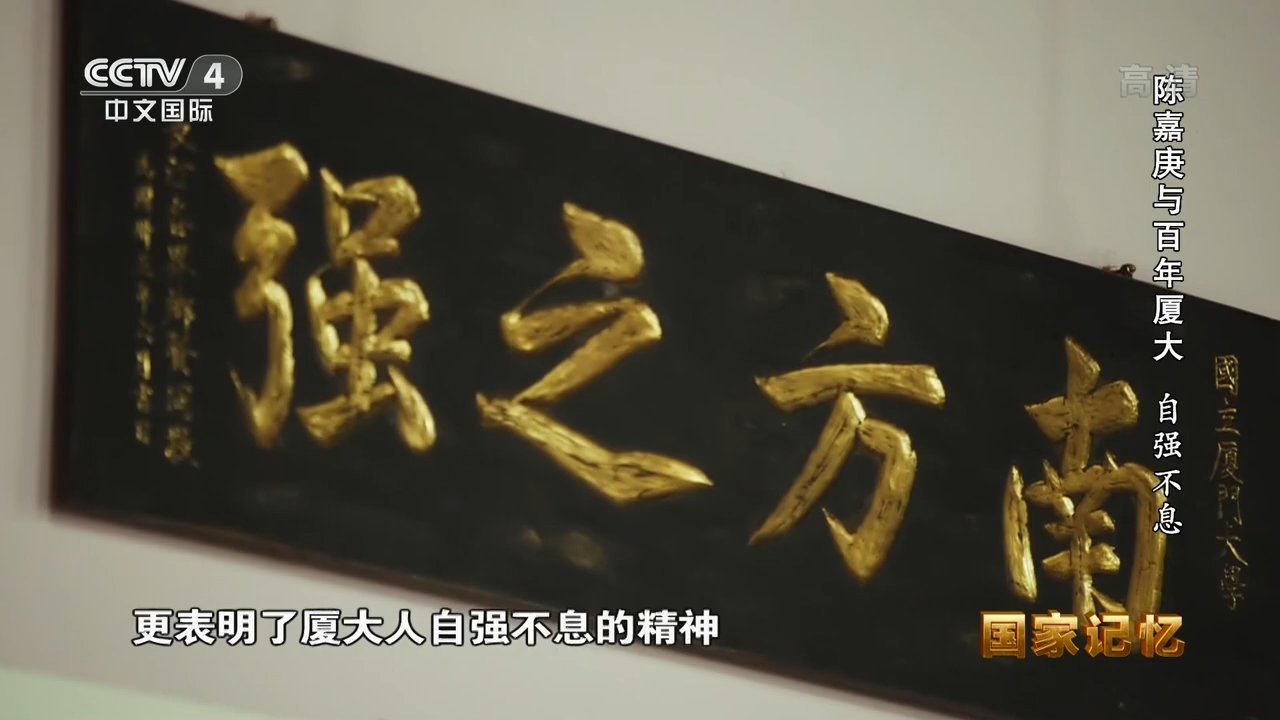 CCTV 4
中文国际
高清
陈嘉庚与百年厦大 自强不息
國立厦門大學
南方之强
更表明了厦大人自强不息的精神
国家记忆